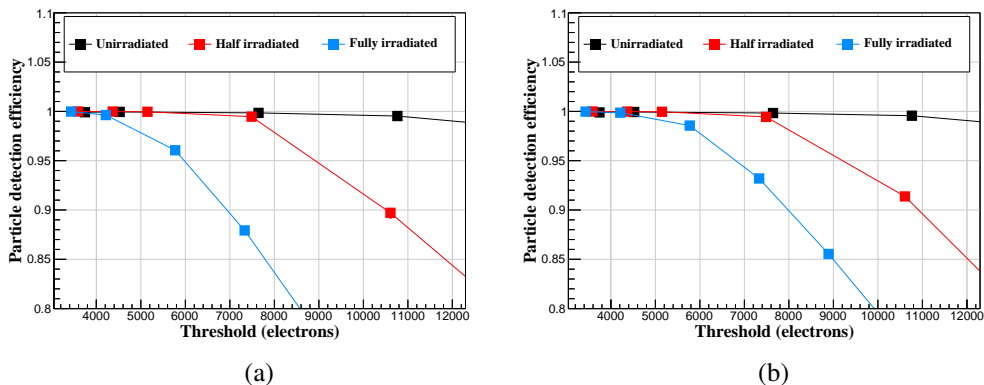 1.1
1.05
1
0.95
0.9
0.85
0.8
Particle detection efficiency
Unirradiated Half irradiated Fully irradiated
4000 5000 6000 7000 8000 9000 10000 11000 12000
Threshold (electrons)
(a)
1.1
1.05
1
0.95
0.9
0.85
0.8
Particle detection efficiency
Unirradiated Half irradiated Fully irradiated
4000 5000 6000 7000 8000 9000 10000 11000 12000
Threshold (electrons)
(b)